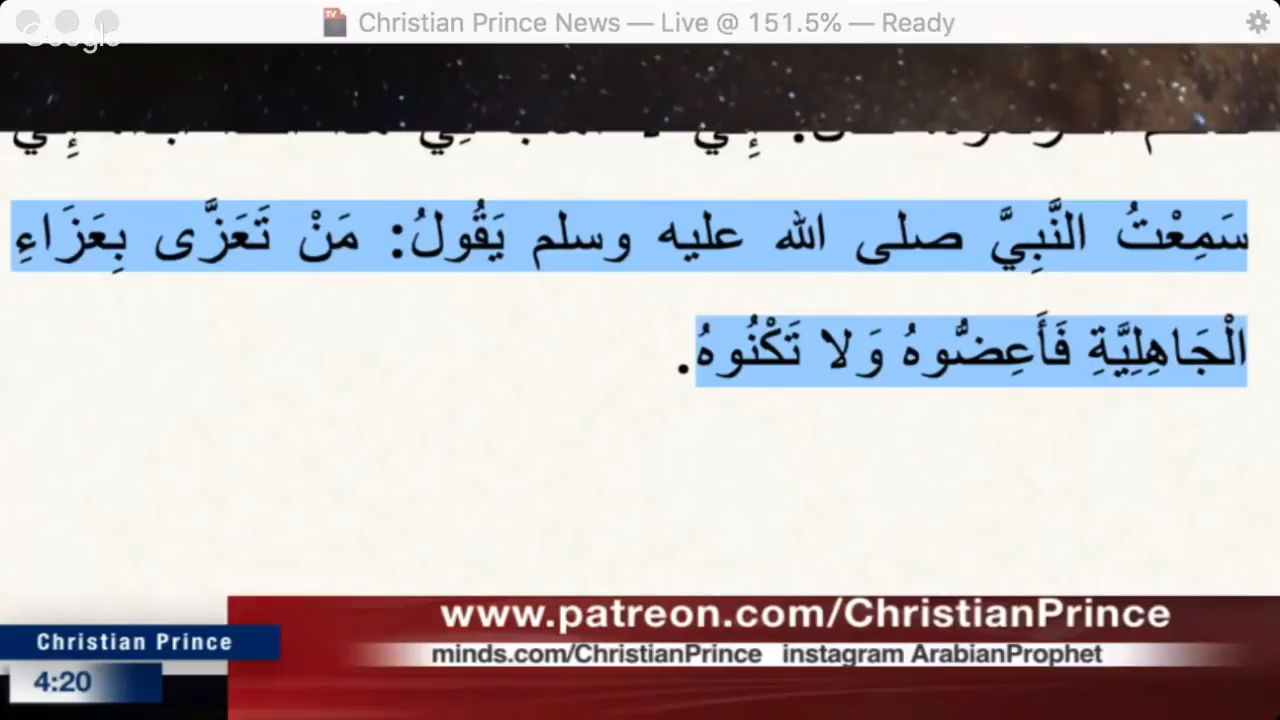 Christian Prince News — Live @ 151.5% — Ready
Google
سَمِعْتُ النَّبِيَّ صلى الله عليه وسلم يَقُولُ: مَنْ تَعَزَّى بِعَزَاءِ
الْجَاهِلِيَّةِ فَأَعِضُّوهُ وَلا تَكْنُوهُ.
www.patreon.com/ChristianPrince
Christian Prince
minds.com/ChristianPrince instagram ArabianProphet
4:20